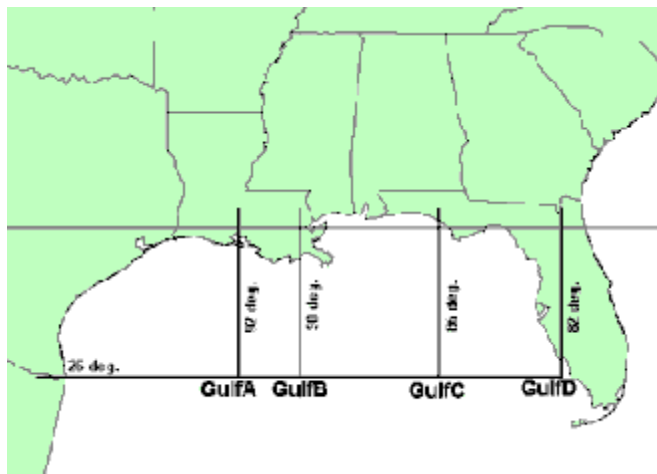 92 deg.
90 deg.
86 deg.
82 deg.
26 deg.
GulfA
GulfB
GulfC
GulfD